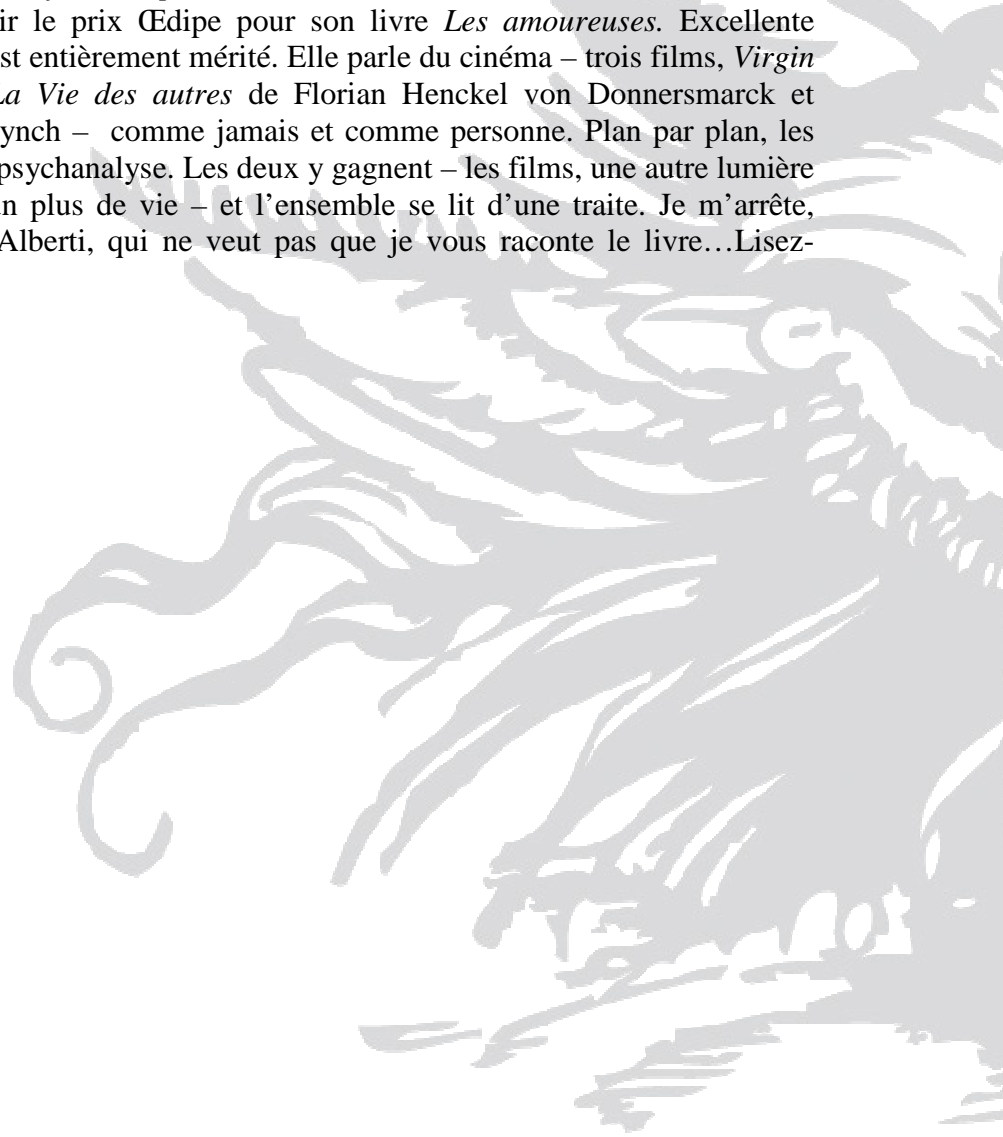 ir le prix Œdipe pour son livre Les amoureuses. Excellente
st entièrement mérité. Elle parle du cinéma – trois films, Virgin
La Vie des autres de Florian Henckel von Donnersmarck et
ynch – comme jamais et comme personne. Plan par plan, les
psychanalyse. Les deux y gagnent – les films, une autre lumière
n plus de vie – et l’ensemble se lit d’une traite. Je m’arrête,
Alberti, qui ne veut pas que je vous raconte le livre…Lisez-